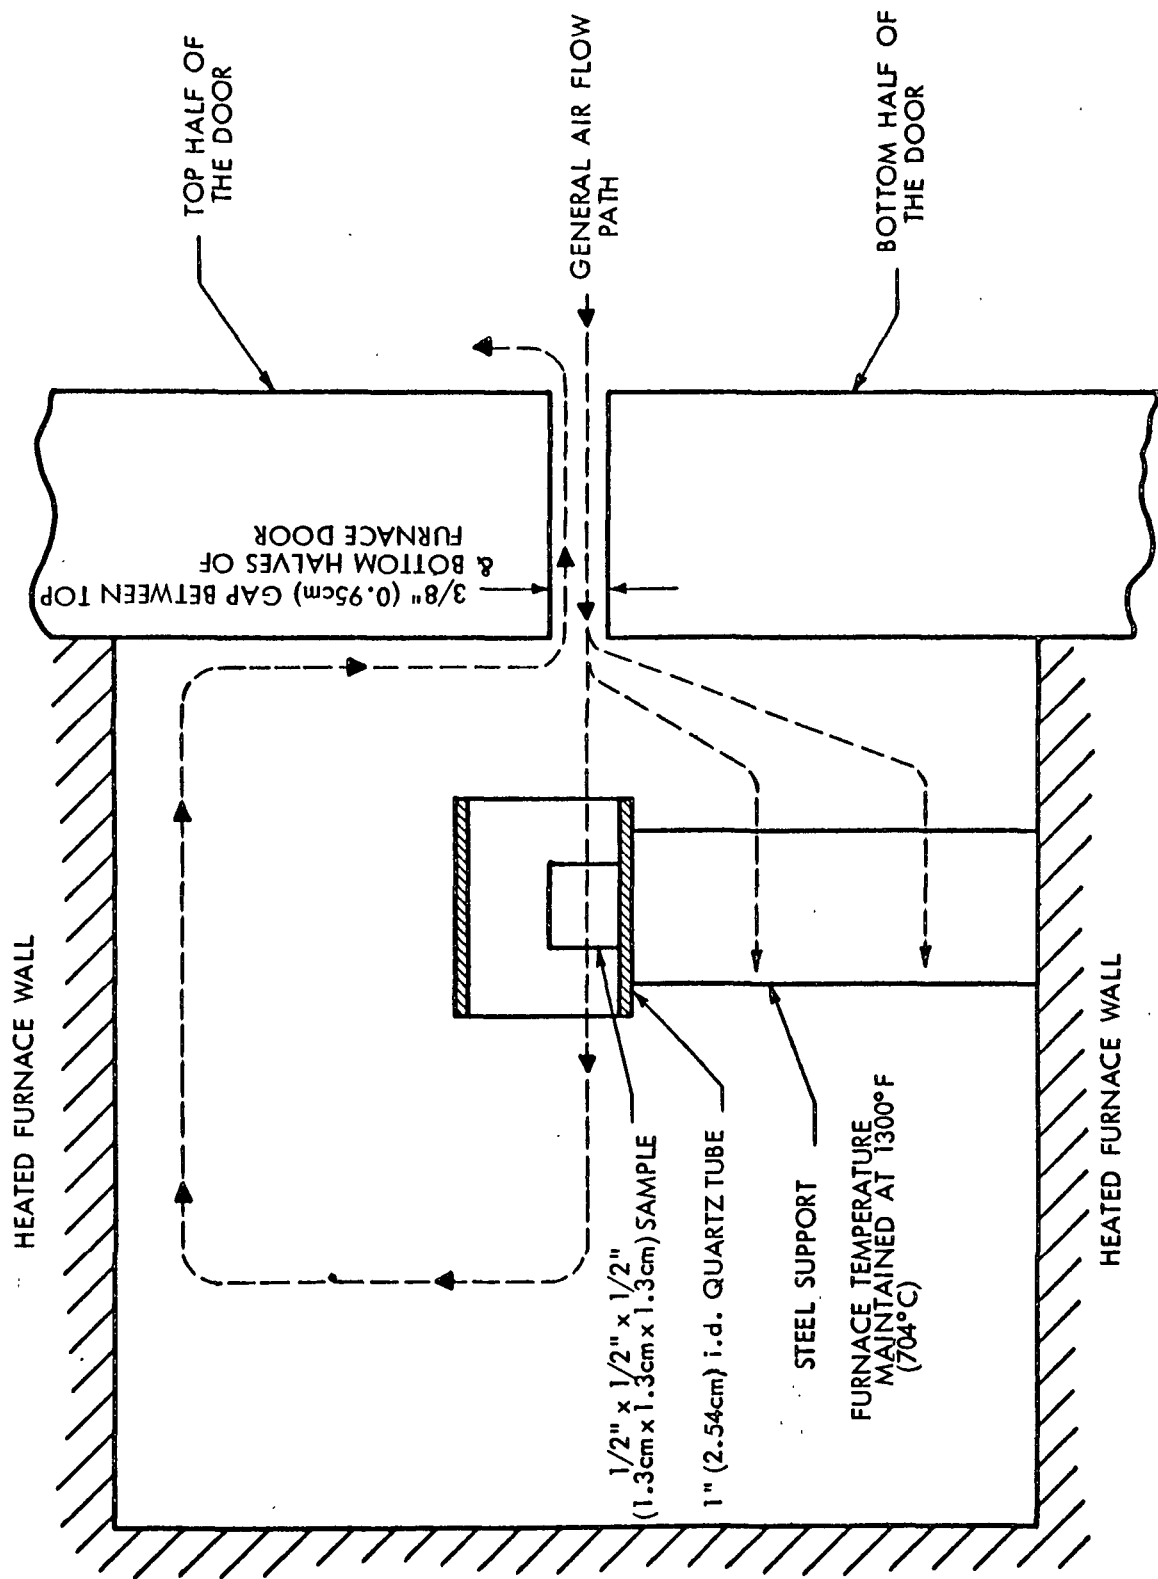 HEATED FURNACE WALL
TOP HALF OF
THE DOOR
3/8" (0.95cm) GAP BETWEEN TOP
& BOTTOM HALVES OF
FURNACE DOOR
GENERAL AIR FLOW
PATH
BOTTOM HALF OF
THE DOOR
1/2" x 1/2" x 1/2"
(1.3cm x 1.3cm x 1.3cm) SAMPLE
1" (2.54cm) i.d. QUARTZ TUBE
STEEL SUPPORT
FURNACE TEMPERATURE
MAINTAINED AT 1300°F
(704°C)
HEATED FURNACE WALL